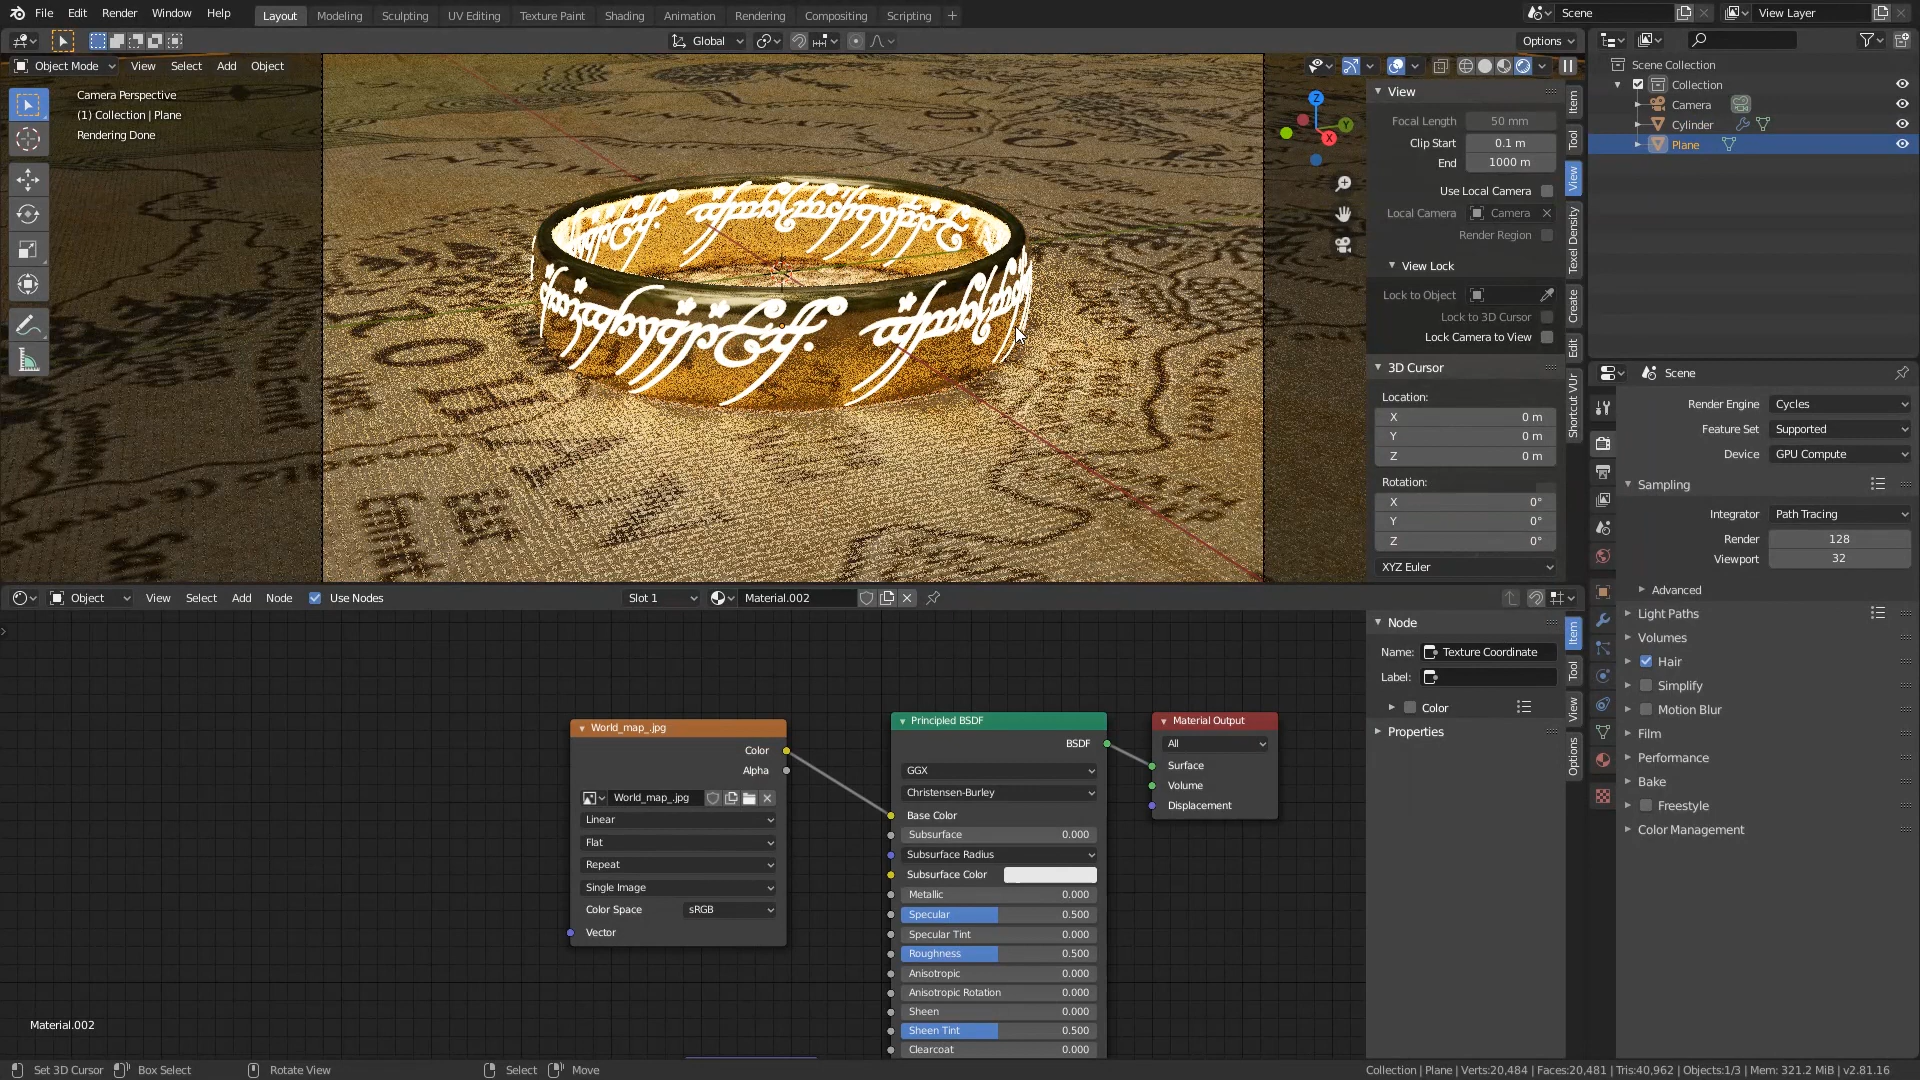 File Edit Render Window Help
Layout Modeling Sculpting UV Editing Texture Paint Shading Animation Rendering Compositing Scripting +
Scene
View Layer
Global
Options
Object Mode View Select Add Object
Camera Perspective
(1) Collection | Plane
Rendering Done
Z
Y
X
View
Focal Length 50 mm
Clip Start 0.1 m
End 1000 m
Use Local Camera
Local Camera Camera
Render Region
View Lock
Lock to Object
Lock to 3D Cursor
Lock Camera to View
3D Cursor
Location:
X 0 m
Y 0 m
Z 0 m
Rotation:
X 0°
Y 0°
Z 0°
XYZ Euler
Item
Tool
View
Texel Density
Create
Edit
Shortcut VUr
Scene Collection
Collection
Camera
Cylinder
Plane
Scene
Render Engine Cycles
Feature Set Supported
Device GPU Compute
Sampling
Integrator Path Tracing
Render 128
Viewport 32
Advanced
Light Paths
Volumes
Hair
Simplify
Motion Blur
Film
Performance
Bake
Freestyle
Color Management
Object View Select Add Node Use Nodes
Slot 1
Material.002
Node
Name: Texture Coordinate
Label:
Color
Properties
Item
Tool
View
Options
World_map_.jpg
Color
Alpha
World_map_.jpg
Linear
Flat
Repeat
Single Image
Color Space sRGB
Vector
Principled BSDF
BSDF
GGX
Christensen-Burley
Base Color
Subsurface 0.000
Subsurface Radius
Subsurface Color
Metallic 0.000
Specular 0.500
Specular Tint 0.000
Roughness 0.500
Anisotropic 0.000
Anisotropic Rotation 0.000
Sheen 0.000
Sheen Tint 0.500
Clearcoat 0.000
Material Output
All
Surface
Volume
Displacement
Material.002
Set 3D Cursor Box Select Rotate View Select Move
Collection | Plane | Verts:20,484 | Faces:20,481 | Tris:40,962 | Objects:1/3 | Mem: 321.2 MiB | v2.81.16